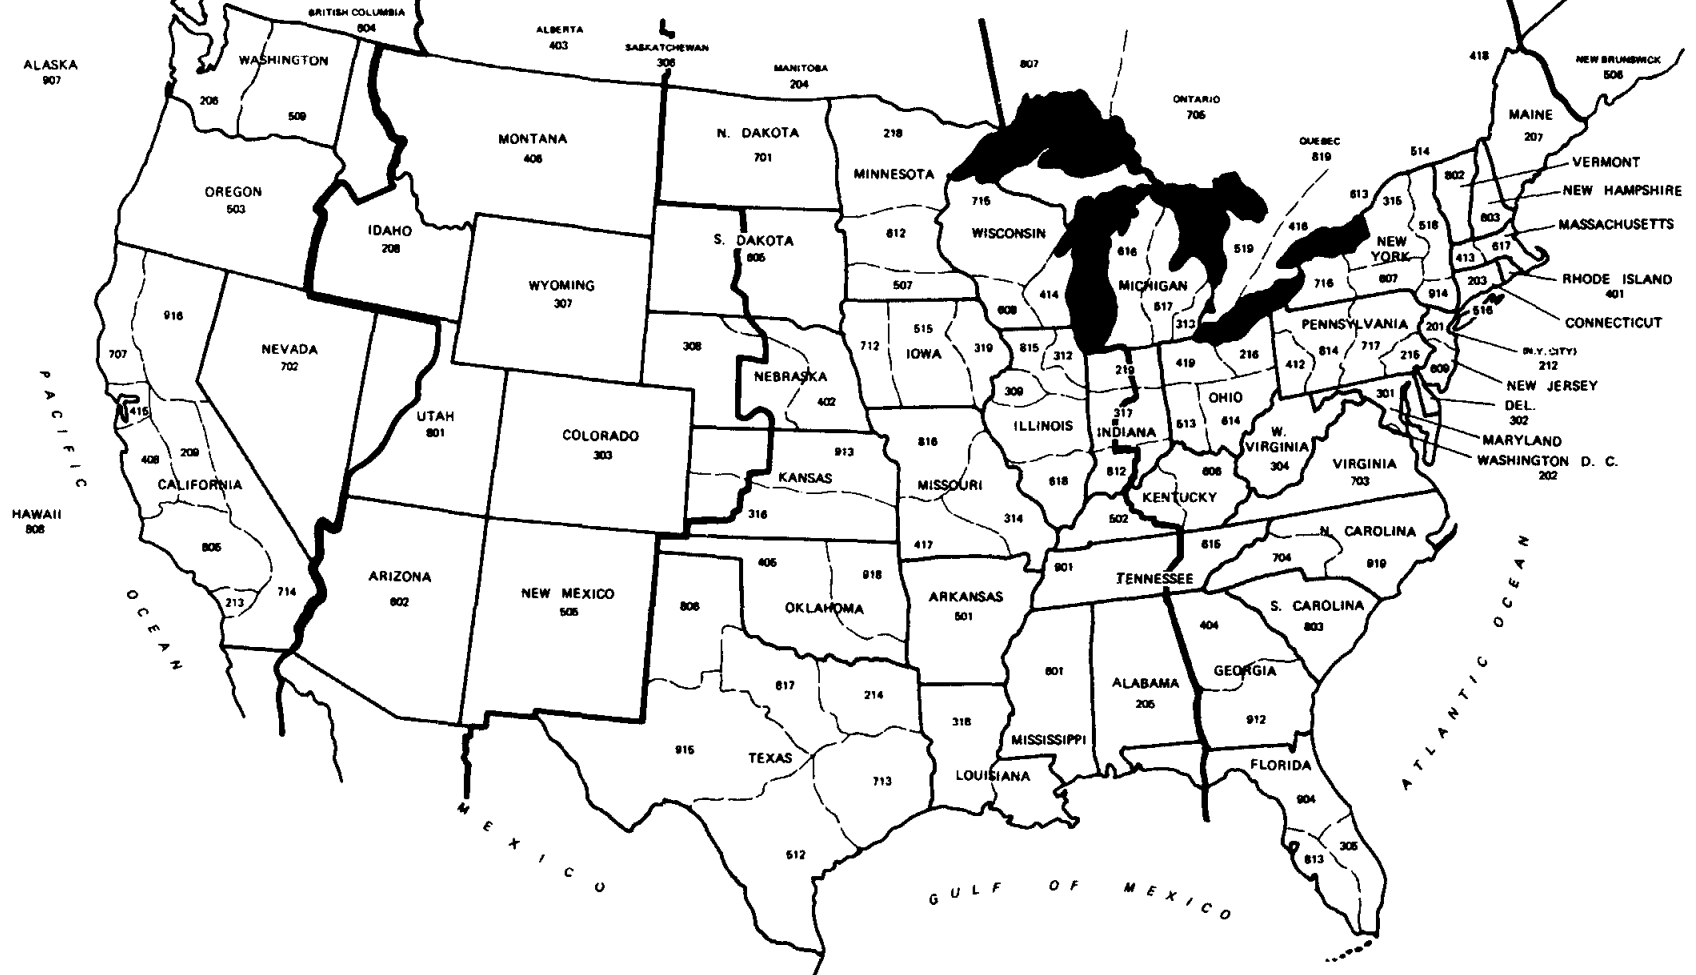 BRITISH COLUMBIA
604
ALBERTA
403
SASKATCHEWAN
306
MANITOBA
204
807
ONTARIO
705
QUEBEC
819
418
NEW BRUNSWICK
506
ALASKA
907
HAWAII
808
WASHINGTON
206
509
OREGON
503
IDAHO
208
MONTANA
406
N. DAKOTA
701
S. DAKOTA
605
MINNESOTA
218
612
507
WISCONSIN
715
608
414
MICHIGAN
616
517
313
519
416
613
514
MAINE
207
VERMONT
802
NEW HAMPSHIRE
603
MASSACHUSETTS
617
413
RHODE ISLAND
401
CONNECTICUT
203
516
(N.Y. CITY)
212
NEW JERSEY
201
609
DEL.
302
MARYLAND
301
WASHINGTON D. C.
202
NEW
YORK
315
518
716
607
914
PENNSYLVANIA
412
814
717
215
WYOMING
307
NEVADA
702
UTAH
801
COLORADO
303
CALIFORNIA
916
707
415
408
209
805
213
714
ARIZONA
602
NEW MEXICO
505
NEBRASKA
308
402
KANSAS
913
316
IOWA
712
515
319
ILLINOIS
815
312
309
618
INDIANA
219
317
812
OHIO
419
216
513
614
W.
VIRGINIA
304
VIRGINIA
703
KENTUCKY
606
502
MISSOURI
816
314
417
OKLAHOMA
405
918
ARKANSAS
501
TENNESSEE
901
615
N. CAROLINA
704
919
S. CAROLINA
803
GEORGIA
404
912
ALABAMA
205
MISSISSIPPI
601
LOUISIANA
318
TEXAS
806
817
214
915
713
512
FLORIDA
904
305
813
PACIFIC
OCEAN
MEXICO
GULF OF MEXICO
ATLANTIC OCEAN